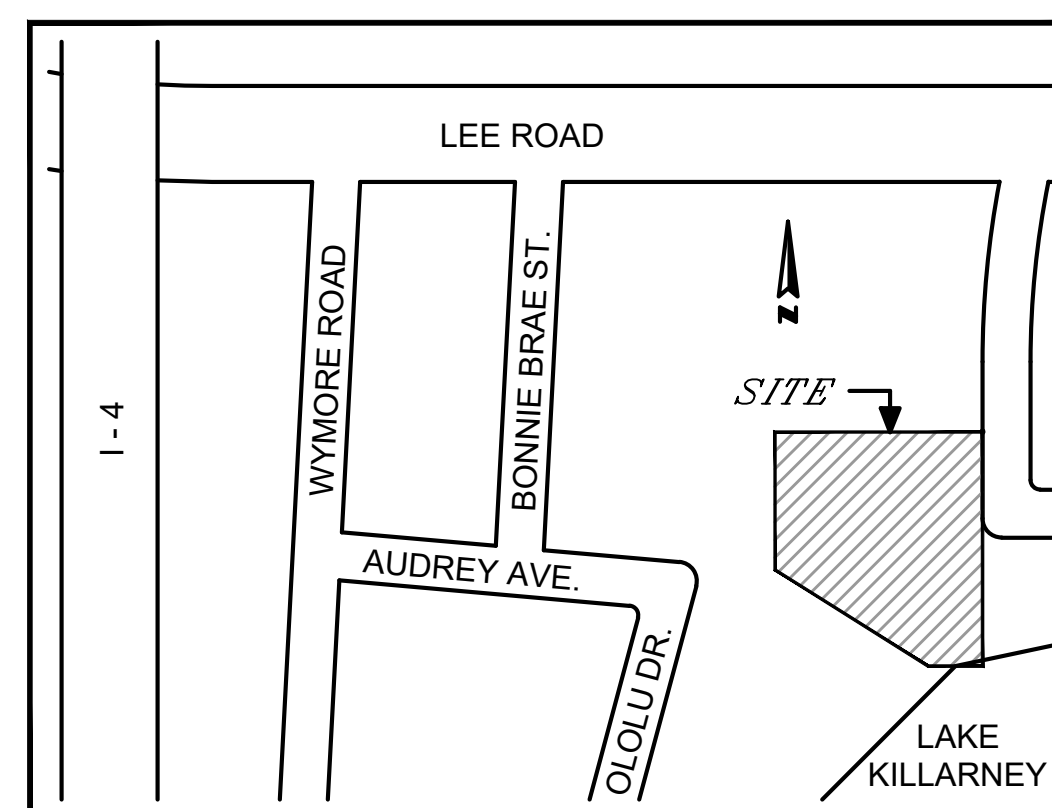 LEE ROAD
WYMORE ROAD
BONNIE BRAE ST.
N
SITE
I - 4
AUDREY AVE.
OLOLU DR.
LAKE
KILLARNEY